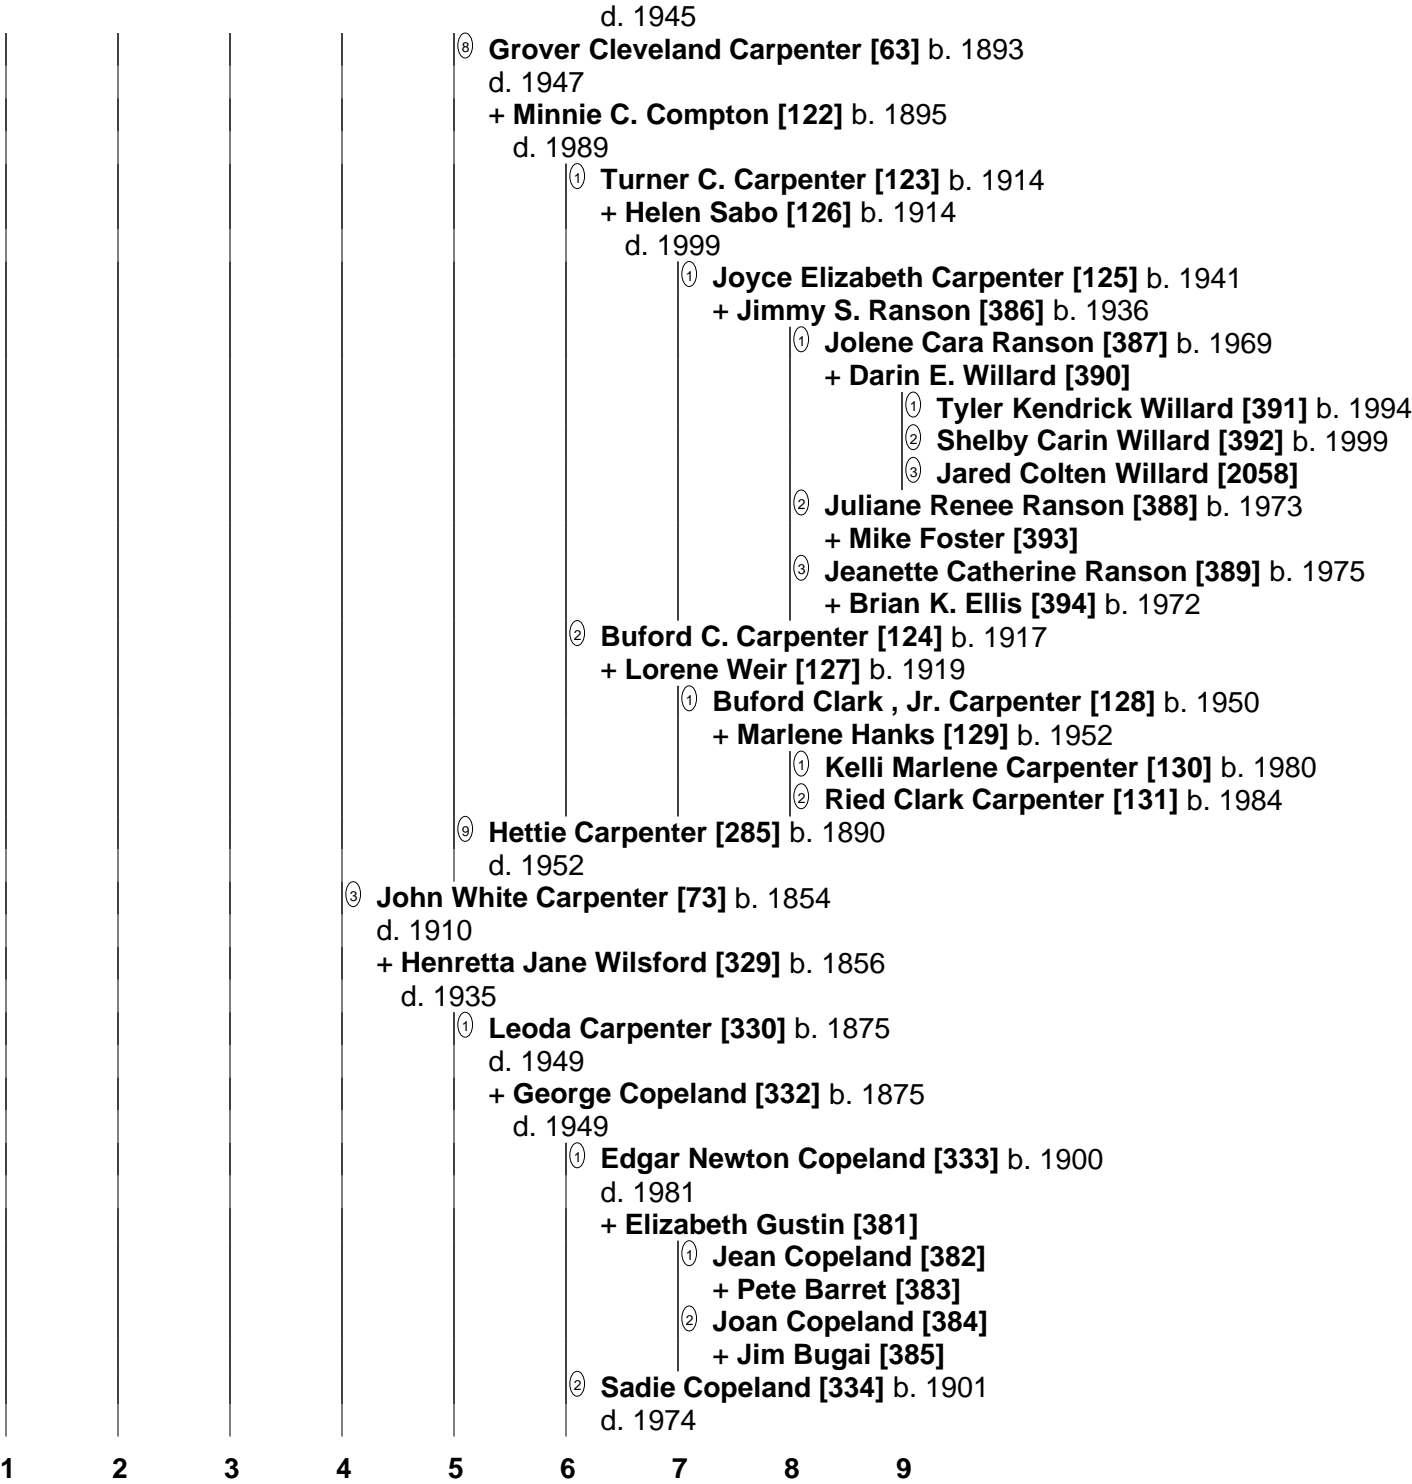 d. 1945
8 Grover Cleveland Carpenter [63] b. 1893
d. 1947
+ Minnie C. Compton [122] b. 1895
d. 1989
1 Turner C. Carpenter [123] b. 1914
+ Helen Sabo [126] b. 1914
d. 1999
1 Joyce Elizabeth Carpenter [125] b. 1941
+ Jimmy S. Ranson [386] b. 1936
1 Jolene Cara Ranson [387] b. 1969
+ Darin E. Willard [390]
1 Tyler Kendrick Willard [391] b. 1994
2 Shelby Carin Willard [392] b. 1999
3 Jared Colten Willard [2058]
2 Juliane Renee Ranson [388] b. 1973
+ Mike Foster [393]
3 Jeanette Catherine Ranson [389] b. 1975
+ Brian K. Ellis [394] b. 1972
2 Buford C. Carpenter [124] b. 1917
+ Lorene Weir [127] b. 1919
1 Buford Clark , Jr. Carpenter [128] b. 1950
+ Marlene Hanks [129] b. 1952
1 Kelli Marlene Carpenter [130] b. 1980
2 Ried Clark Carpenter [131] b. 1984
9 Hettie Carpenter [285] b. 1890
d. 1952
3 John White Carpenter [73] b. 1854
d. 1910
+ Henretta Jane Wilsford [329] b. 1856
d. 1935
1 Leoda Carpenter [330] b. 1875
d. 1949
+ George Copeland [332] b. 1875
d. 1949
1 Edgar Newton Copeland [333] b. 1900
d. 1981
+ Elizabeth Gustin [381]
1 Jean Copeland [382]
+ Pete Barret [383]
2 Joan Copeland [384]
+ Jim Bugai [385]
2 Sadie Copeland [334] b. 1901
d. 1974
1 2 3 4 5 6 7 8 9